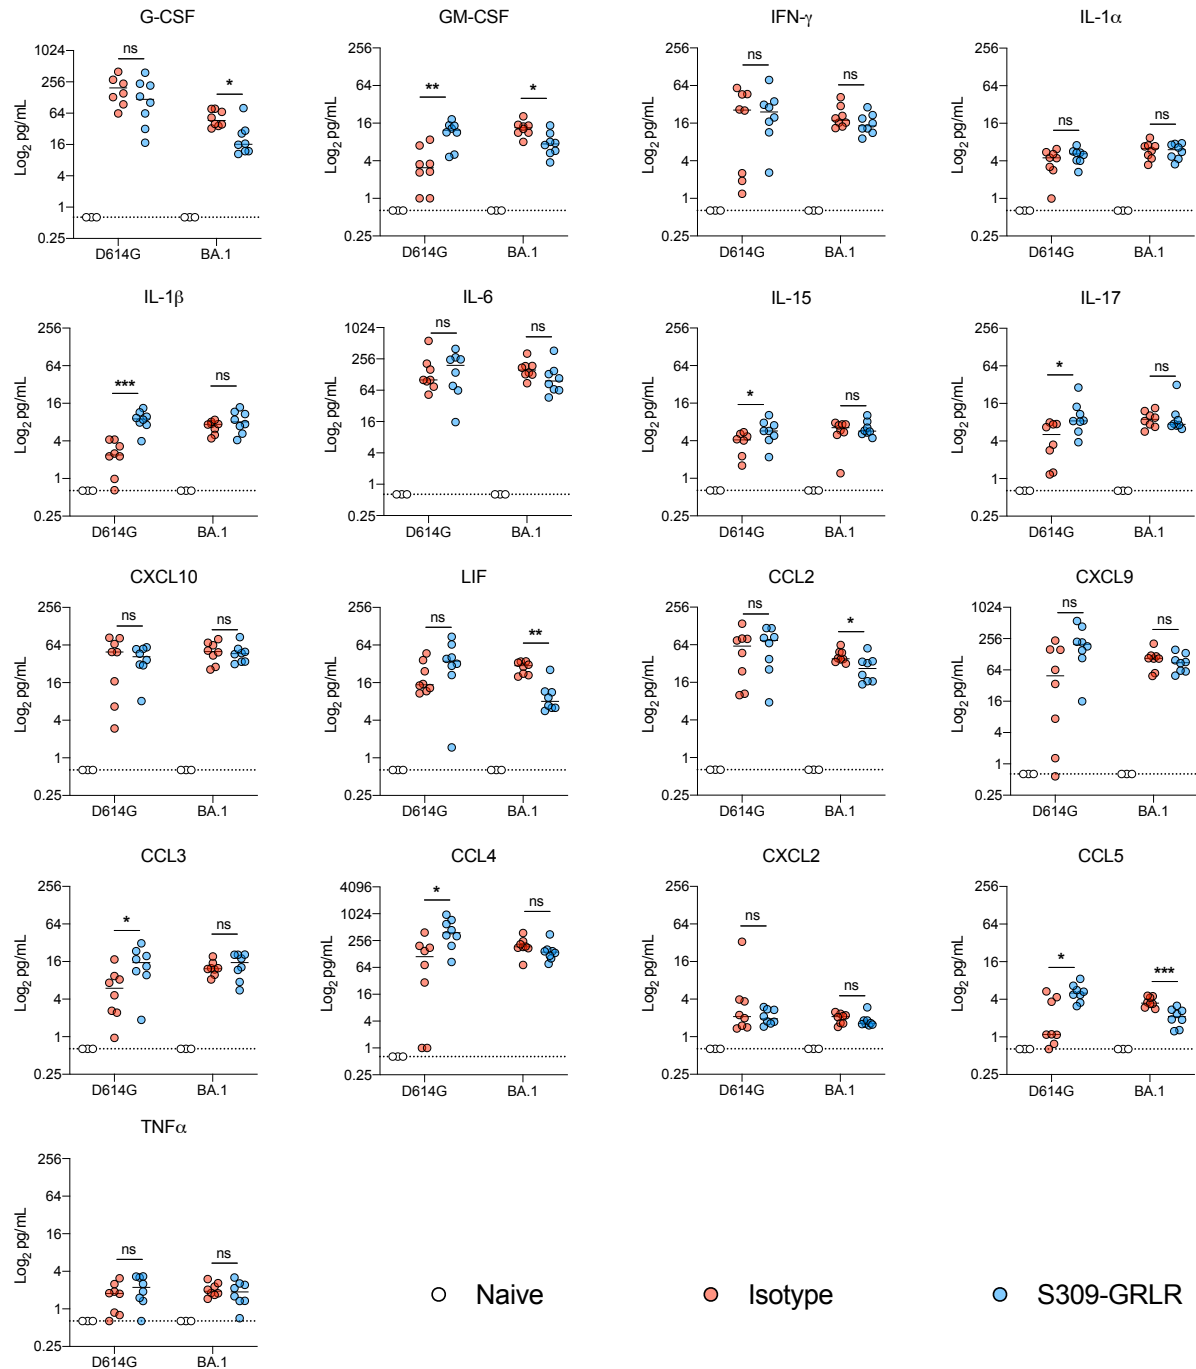 G-CSF GM-CSF IFN-γ IL-1α
Log₂ pg/mL 1024 256 64 16 4 1 0.25 ns * D614G BA.1
Log₂ pg/mL 256 64 16 4 1 0.25 ** * D614G BA.1
Log₂ pg/mL 256 64 16 4 1 0.25 ns ns D614G BA.1
Log₂ pg/mL 256 64 16 4 1 0.25 ns ns D614G BA.1
IL-1β IL-6 IL-15 IL-17
Log₂ pg/mL 256 64 16 4 1 0.25 *** ns D614G BA.1
Log₂ pg/mL 1024 256 64 16 4 1 0.25 ns ns D614G BA.1
Log₂ pg/mL 256 64 16 4 1 0.25 * ns D614G BA.1
Log₂ pg/mL 256 64 16 4 1 0.25 * ns D614G BA.1
CXCL10 LIF CCL2 CXCL9
Log₂ pg/mL 256 64 16 4 1 0.25 ns ns D614G BA.1
Log₂ pg/mL 256 64 16 4 1 0.25 ns ** D614G BA.1
Log₂ pg/mL 256 64 16 4 1 0.25 ns * D614G BA.1
Log₂ pg/mL 1024 256 64 16 4 1 0.25 ns ns D614G BA.1
CCL3 CCL4 CXCL2 CCL5
Log₂ pg/mL 256 64 16 4 1 0.25 * ns D614G BA.1
Log₂ pg/mL 4096 1024 256 64 16 4 1 0.25 * ns D614G BA.1
Log₂ pg/mL 256 64 16 4 1 0.25 ns ns D614G BA.1
Log₂ pg/mL 256 64 16 4 1 0.25 * *** D614G BA.1
TNFα
Log₂ pg/mL 256 64 16 4 1 0.25 ns ns D614G BA.1
Naive Isotype S309-GRLR